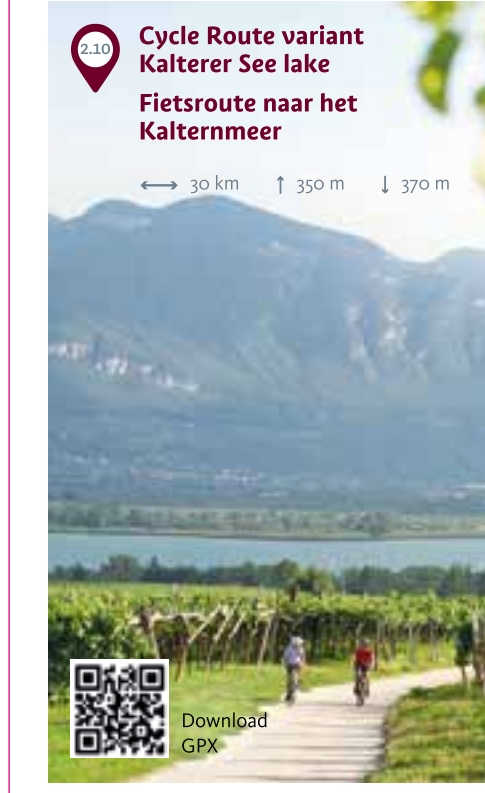 2.10
Cycle Route variant
Kalterer See lake
Fietsroute naar het
Kalternmeer
30 km ↑ 350 m ↓ 370 m
Download
GPX